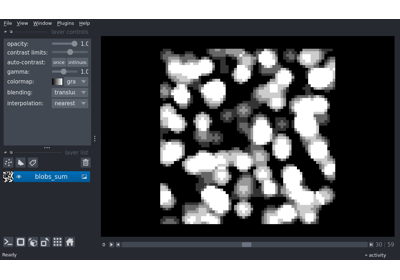 File View Window Plugins Help
layer controls
opacity: 1.0
contrast limits:
auto-contrast: once continuous
gamma: 1.0
colormap: gra
blending: translu
interpolation: nearest
layer list
blobs_sum
30 59
Ready
activity